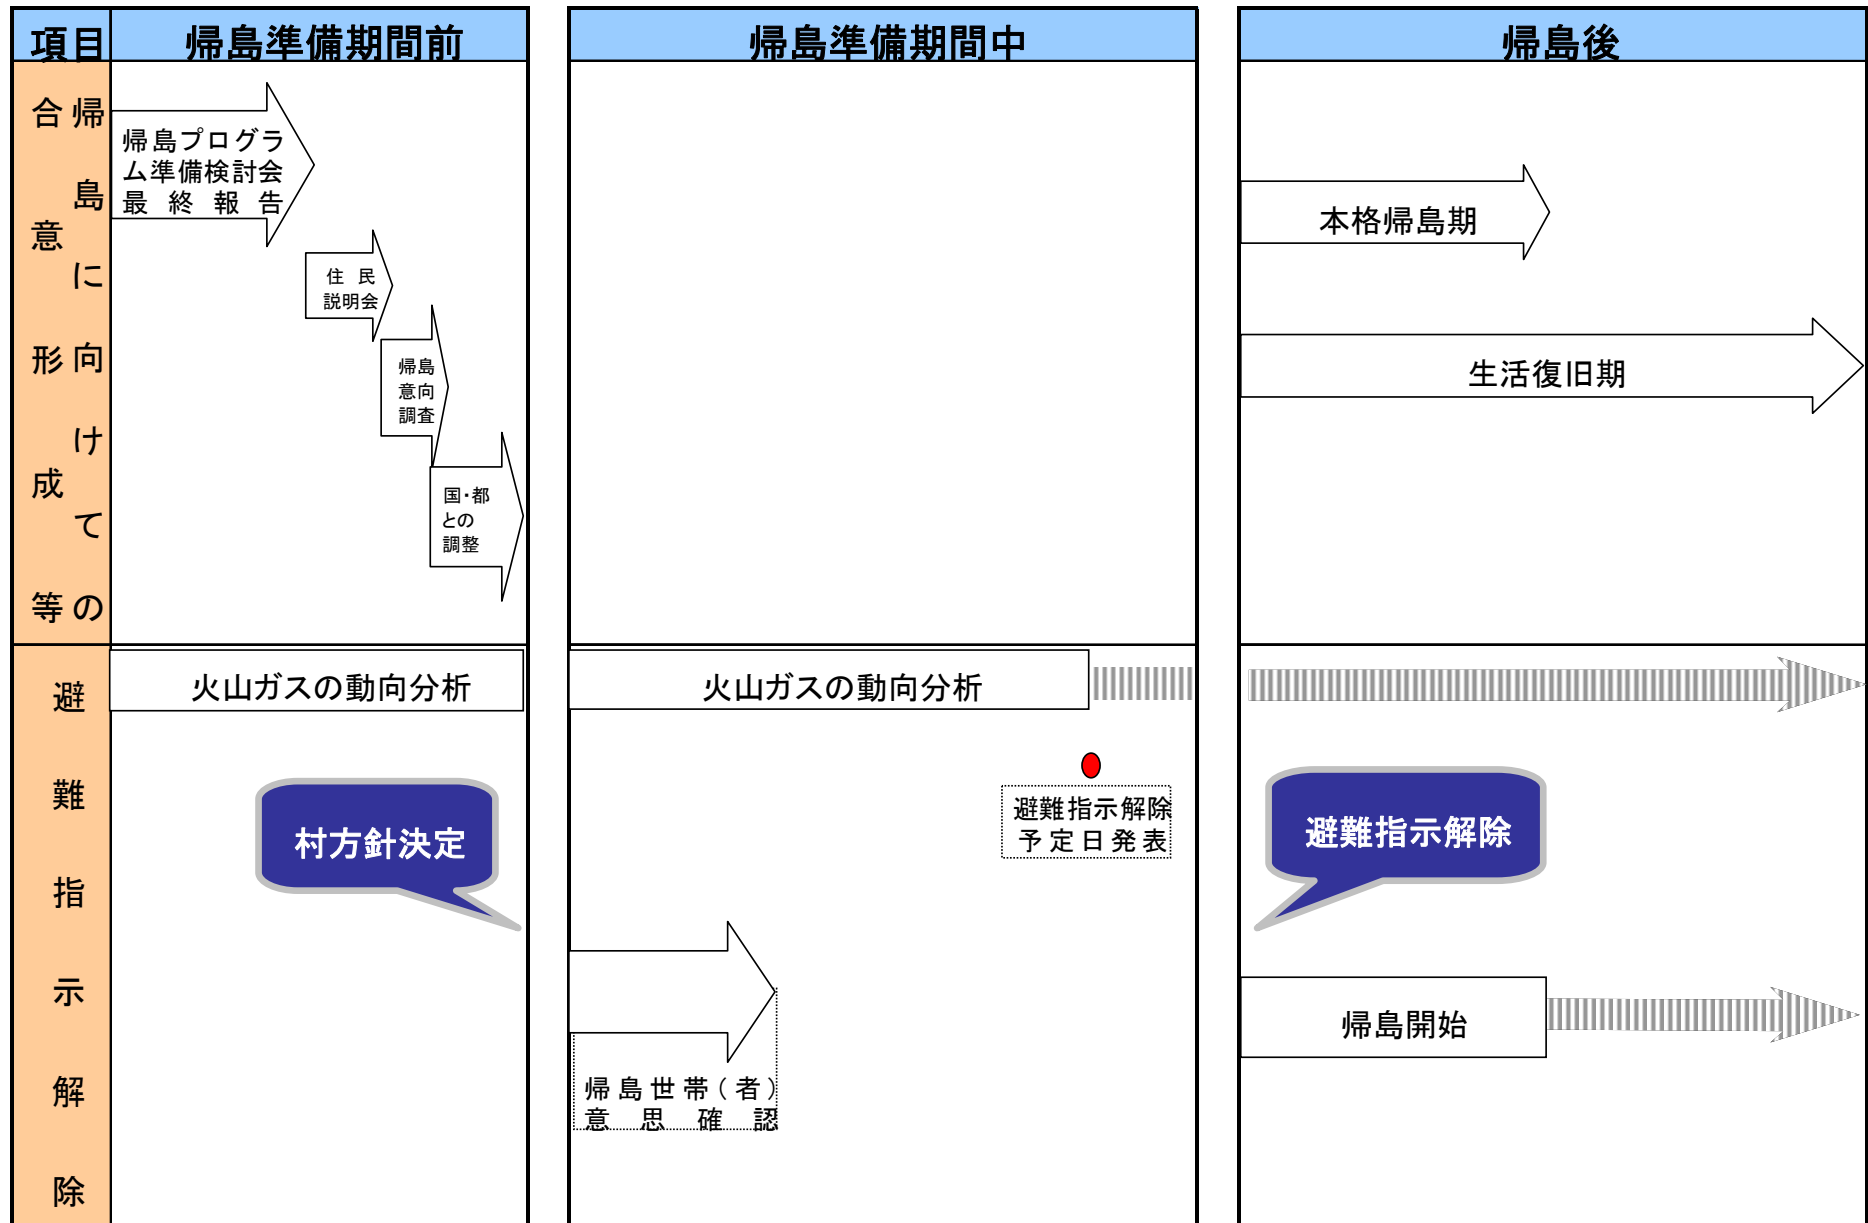 項目
帰島準備期間前
帰島準備期間中
帰島後
帰島に向けての
合意形成等
帰島プログラ
ム準備検討会
最終報告
住民
説明会
帰島
意向
調査
国・都
との
調整
本格帰島期
生活復旧期
避難指示解除
火山ガスの動向分析
火山ガスの動向分析
村方針決定
避難指示解除
予定日発表
避難指示解除
帰島世帯(者)
意思確認
帰島開始